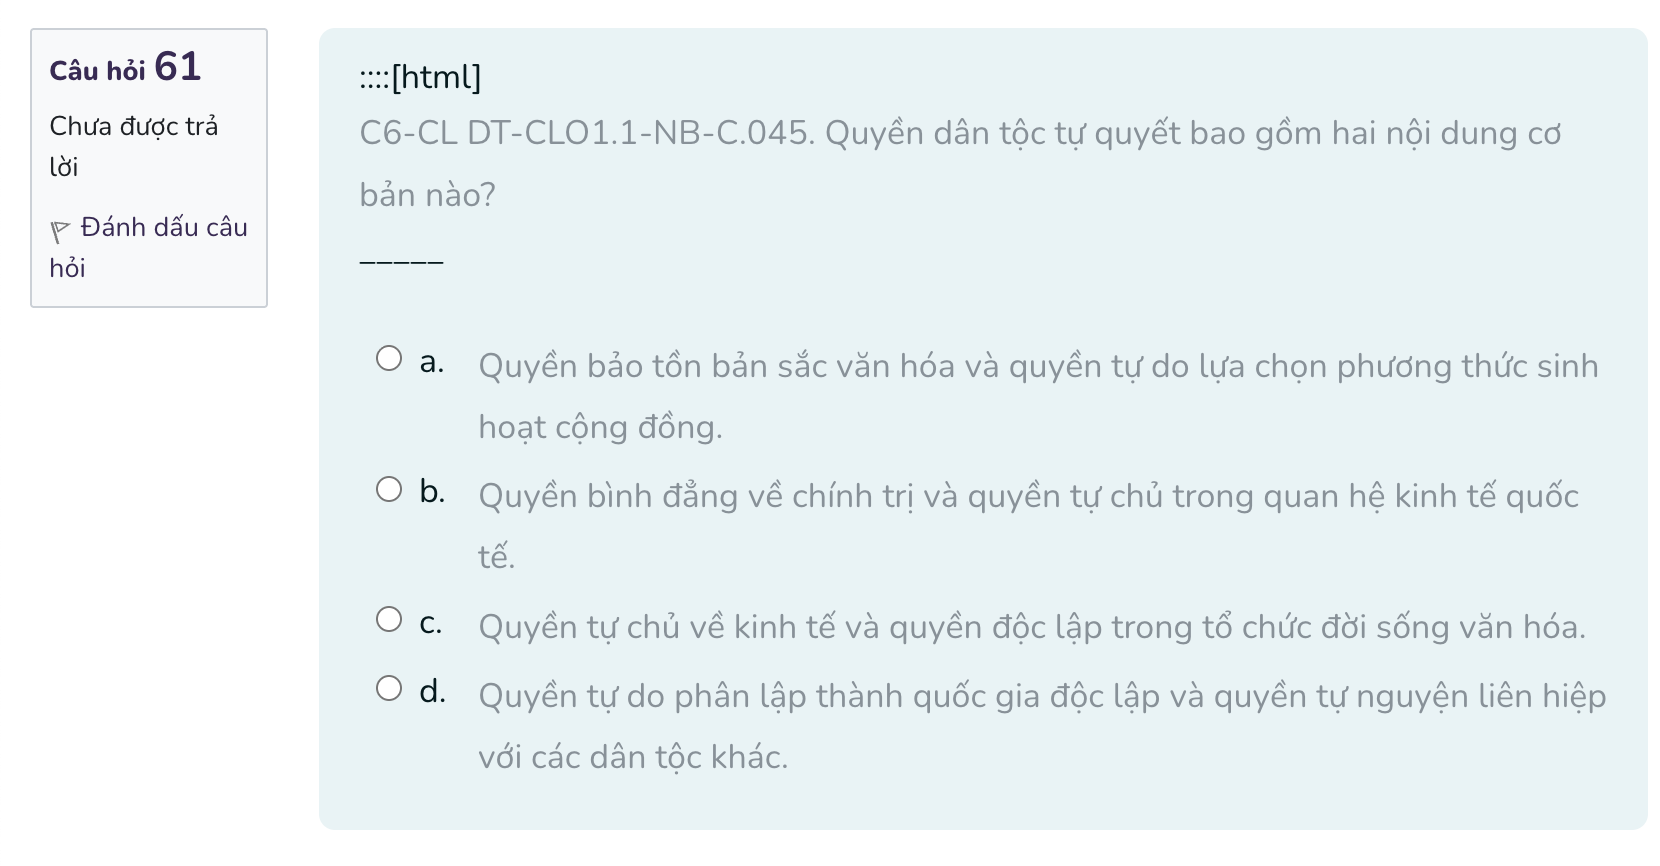 Câu hỏi 61
Chưa được trả
lời
Đánh dấu câu
hỏi
::::[html]
C6-CL DT-CLO1.1-NB-C.045. Quyền dân tộc tự quyết bao gồm hai nội dung cơ
bản nào?
_____
a. Quyền bảo tồn bản sắc văn hóa và quyền tự do lựa chọn phương thức sinh
hoạt cộng đồng.
b. Quyền bình đẳng về chính trị và quyền tự chủ trong quan hệ kinh tế quốc
tế.
c. Quyền tự chủ về kinh tế và quyền độc lập trong tổ chức đời sống văn hóa.
d. Quyền tự do phân lập thành quốc gia độc lập và quyền tự nguyện liên hiệp
với các dân tộc khác.